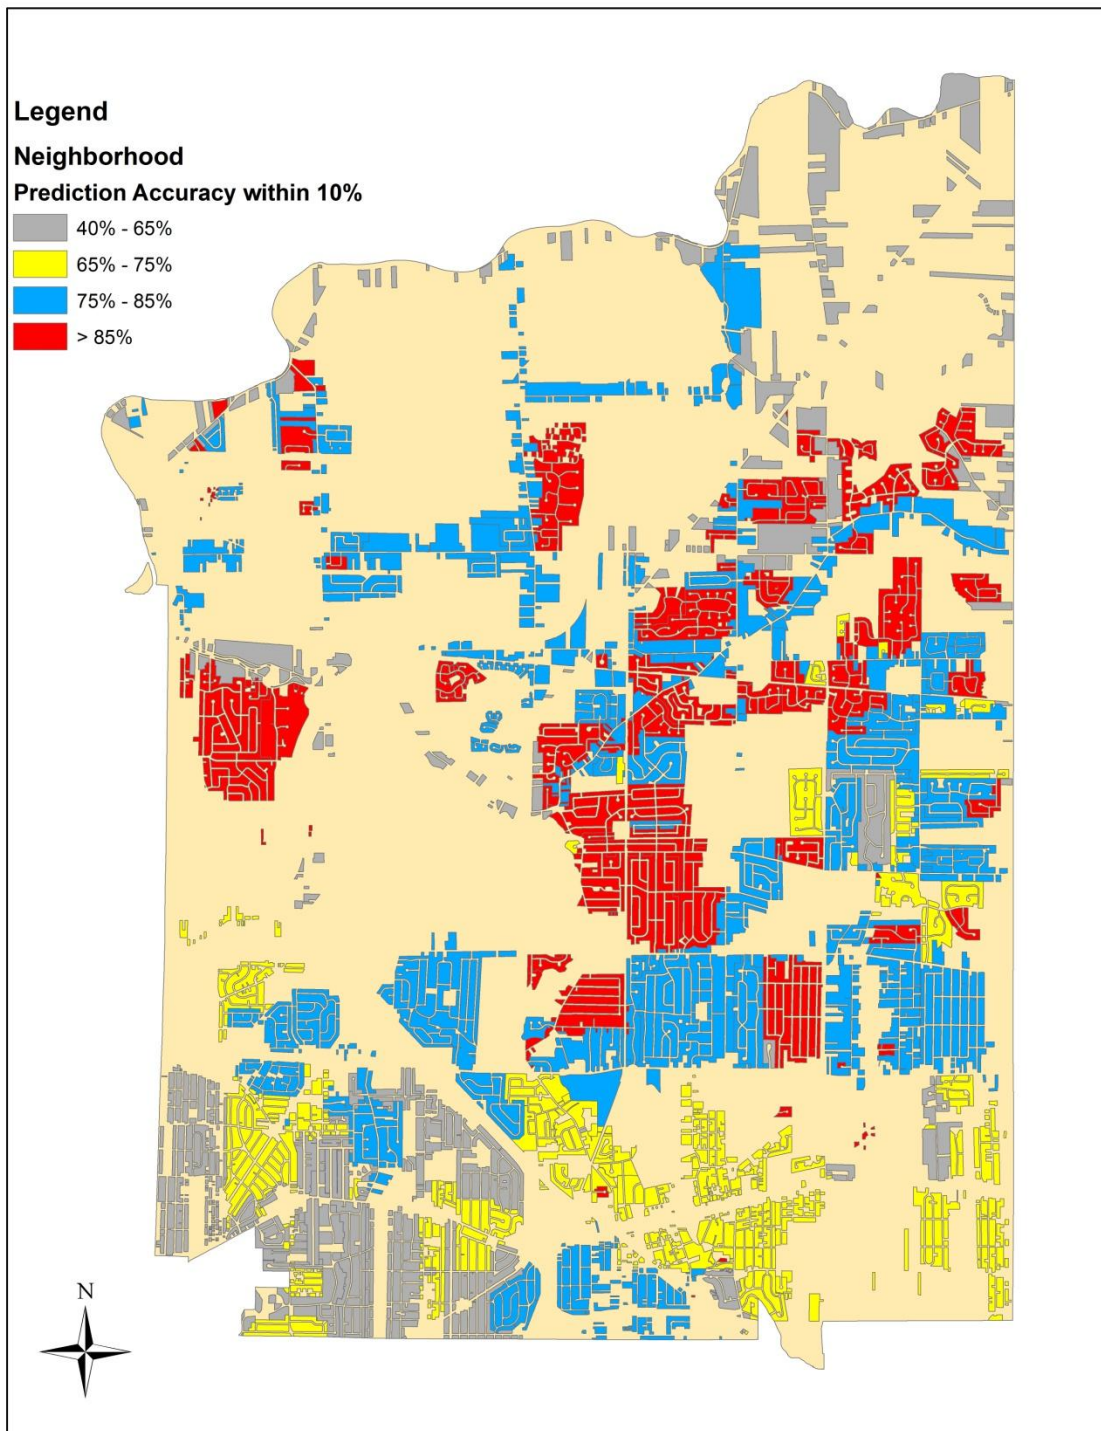 Legend
Neighborhood
Prediction Accuracy within 10%
40% - 65%
65% - 75%
75% - 85%
> 85%
N